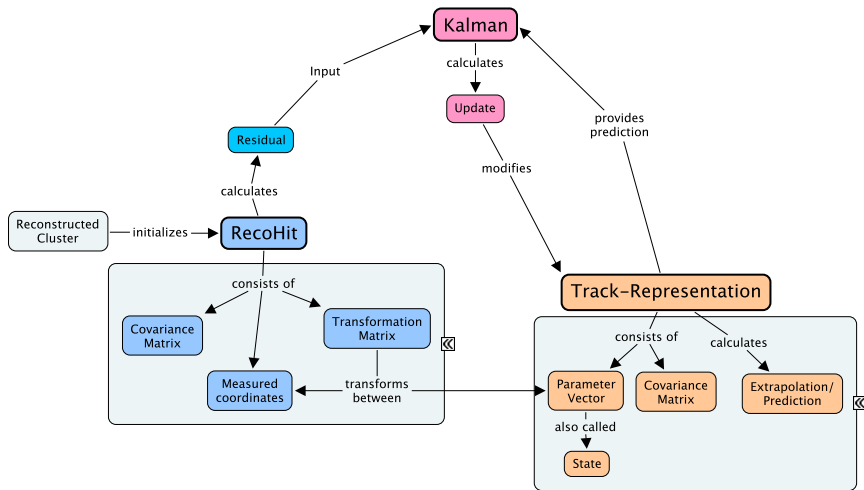 Kalman
calculates
Input
Update
provides
prediction
Residual
modifies
calculates
Reconstructed
Cluster
initializes
RecoHit
consists of
Track-Representation
Covariance
Matrix
Transformation
Matrix
consists of
calculates
Measured
coordinates
transforms
between
Parameter
Vector
Covariance
Matrix
Extrapolation/
Prediction
also called
State